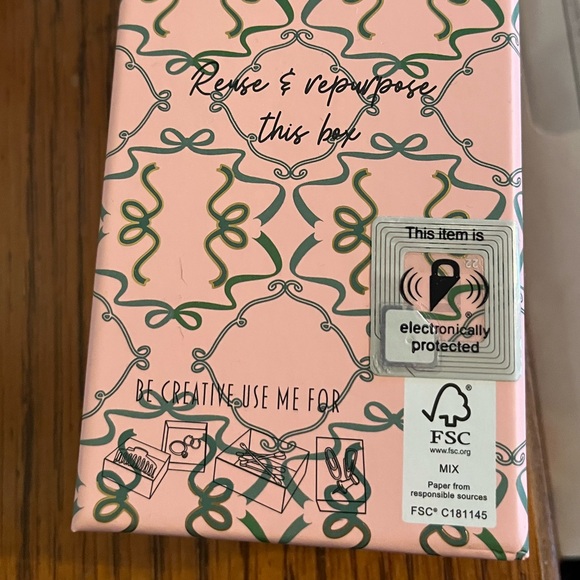 Reuse & repurpose
this box
This item is
electronically
protected
BE CREATIVE USE ME FOR
®
FSC
www.fsc.org
MIX
Paper from
responsible sources
FSC® C181145